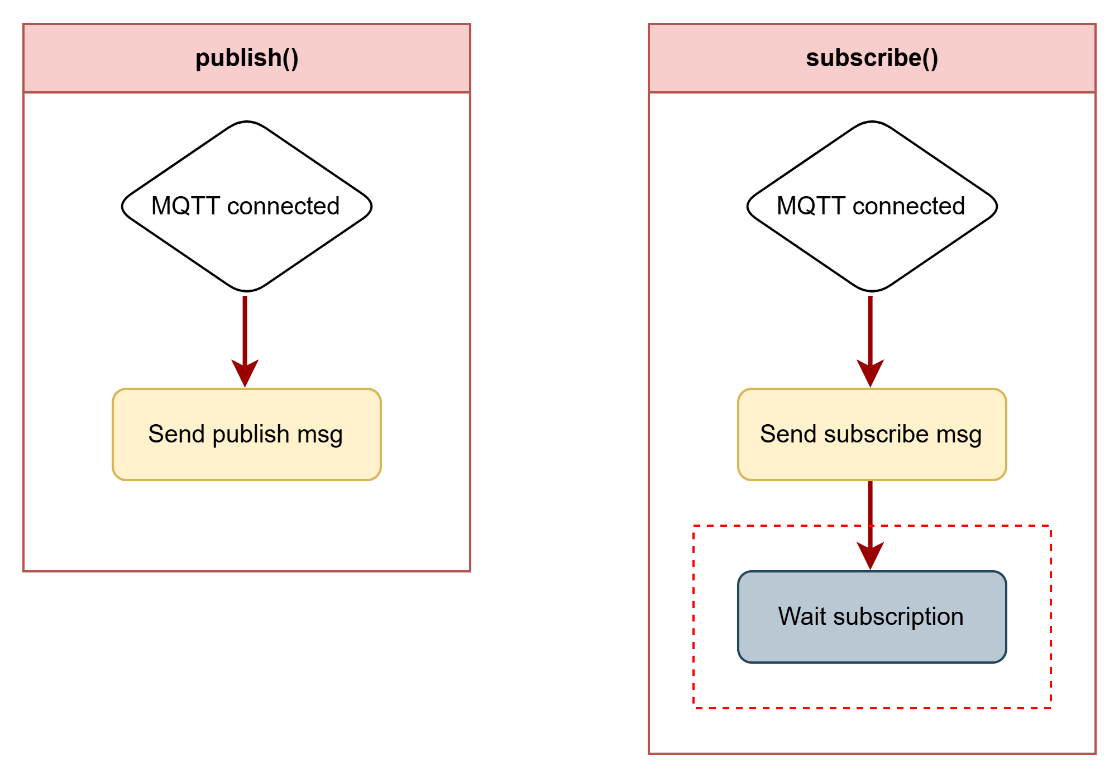 publish()
MQTT connected
Send publish msg
subscribe()
MQTT connected
Send subscribe msg
Wait subscription